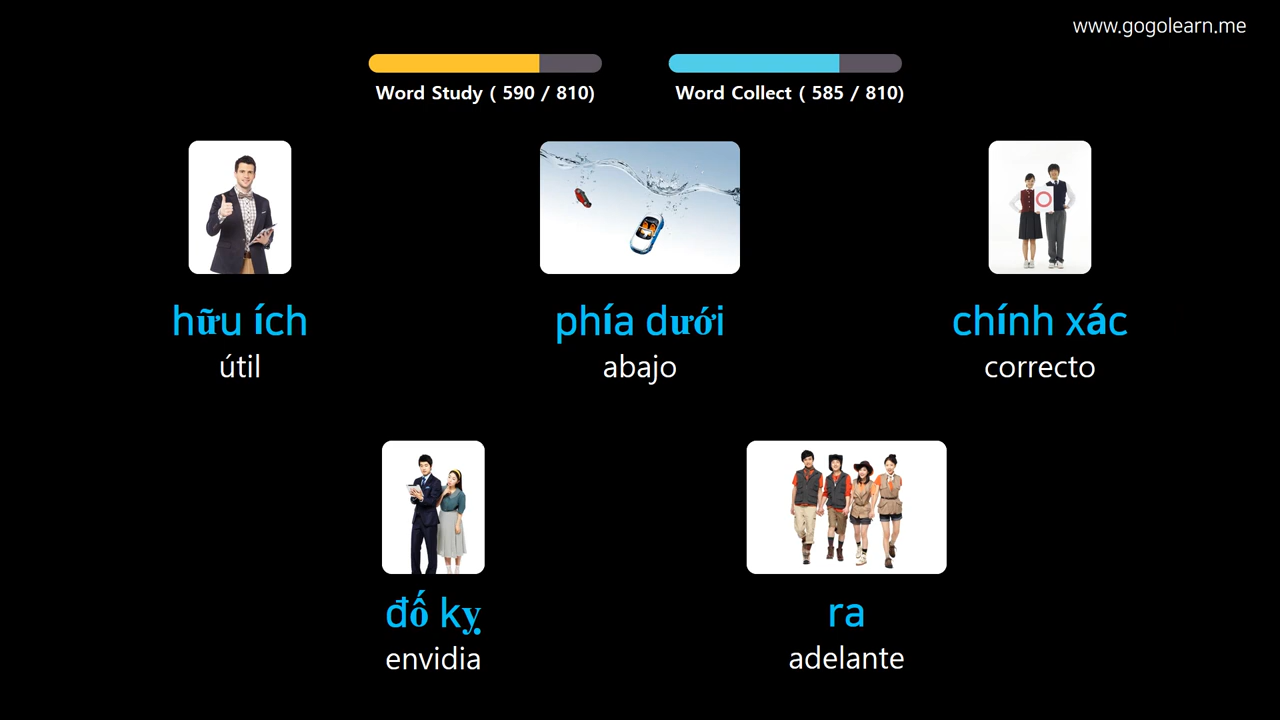 www.gogolearn.me
Word Study ( 590 / 810)
Word Collect ( 585 / 810)
hữu ích
útil
phía dưới
abajo
chính xác
correcto
đố kỵ
envidia
ra
adelante